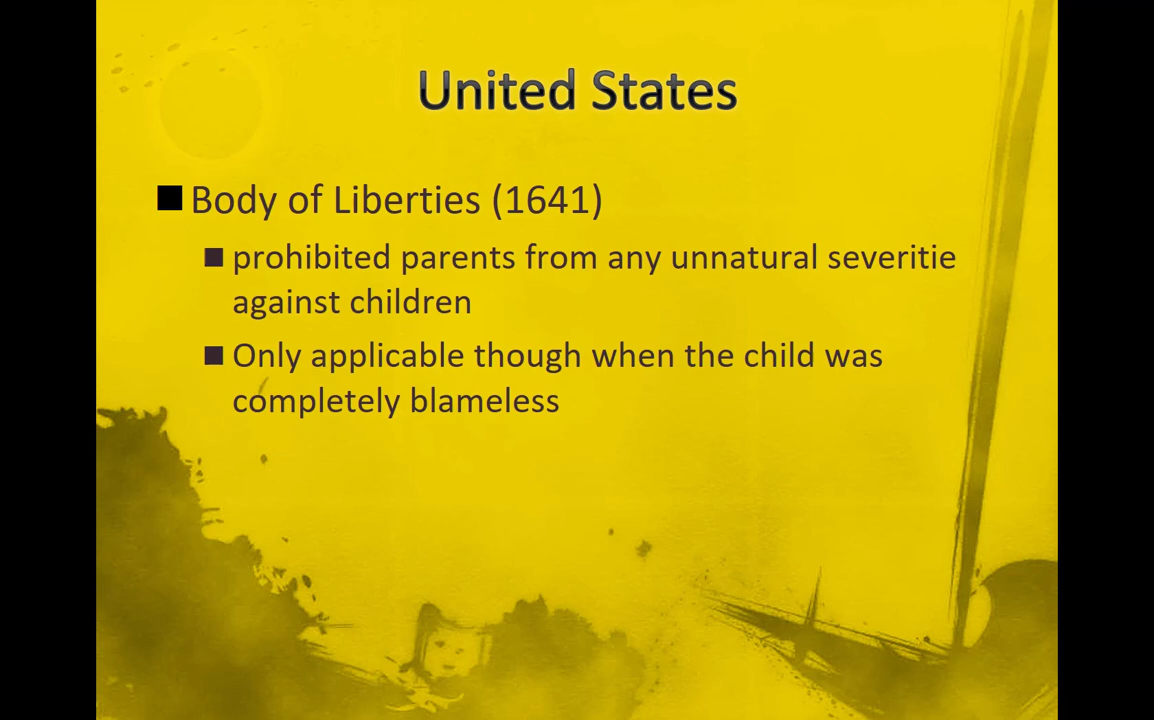 United States
Body of Liberties (1641)
prohibited parents from any unnatural severitie
against children
Only applicable though when the child was
completely blameless